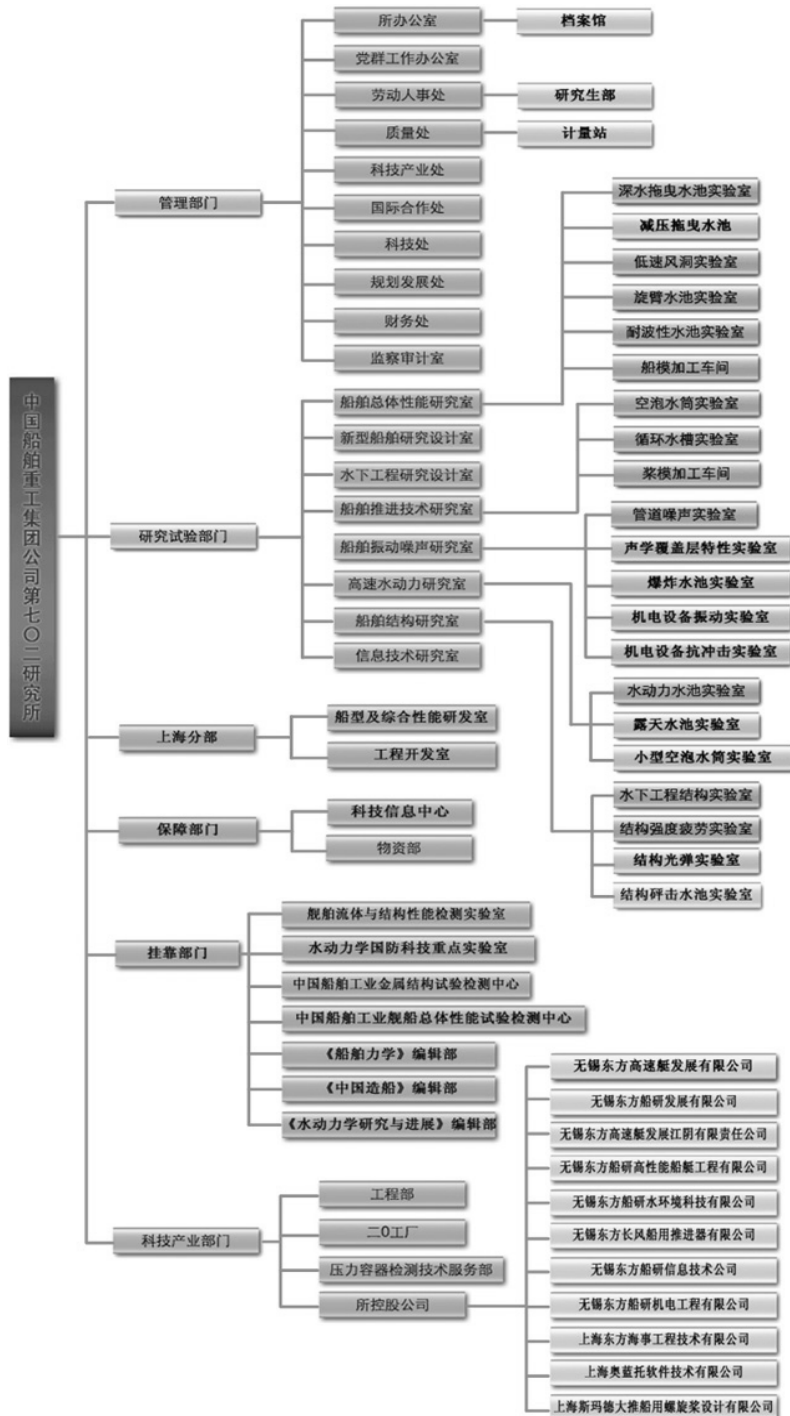 中国船舶重工集团公司第七〇二研究所
管理部门
所办公室
档案馆
党群工作办公室
劳动人事处
研究生部
质量处
计量站
科技产业处
国际合作处
科技处
规划发展处
财务处
监察审计室
研究试验部门
船舶总体性能研究室
深水拖曳水池实验室
减压拖曳水池
低速风洞实验室
旋臂水池实验室
耐波性水池实验室
船模加工车间
新型船舶研究设计室
水下工程研究设计室
船舶推进技术研究室
空泡水筒实验室
循环水槽实验室
桨模加工车间
船舶振动噪声研究室
管道噪声实验室
声学覆盖层特性实验室
爆炸水池实验室
机电设备振动实验室
机电设备抗冲击实验室
高速水动力研究室
水动力水池实验室
露天水池实验室
小型空泡水筒实验室
船舶结构研究室
水下工程结构实验室
结构强度疲劳实验室
结构光弹实验室
结构砰击水池实验室
信息技术研究室
上海分部
船型及综合性能研发室
工程开发室
保障部门
科技信息中心
物资部
挂靠部门
舰船流体与结构性能检测实验室
水动力学国防科技重点实验室
中国船舶工业金属结构试验检测中心
中国船舶工业舰船总体性能试验检测中心
《船舶力学》编辑部
《中国造船》编辑部
《水动力学研究与进展》编辑部
科技产业部门
工程部
二0工厂
压力容器检测技术服务部
所控股公司
无锡东方高速艇发展有限公司
无锡东方船研发展有限公司
无锡东方高速艇发展江阴有限责任公司
无锡东方船研高性能船艇工程有限公司
无锡东方船研水环境科技有限公司
无锡东方长风船用推进器有限公司
无锡东方船研信息技术公司
无锡东方船研机电工程有限公司
上海东方海事工程技术有限公司
上海奥蓝托软件技术有限公司
上海斯玛德大推船用螺旋桨设计有限公司